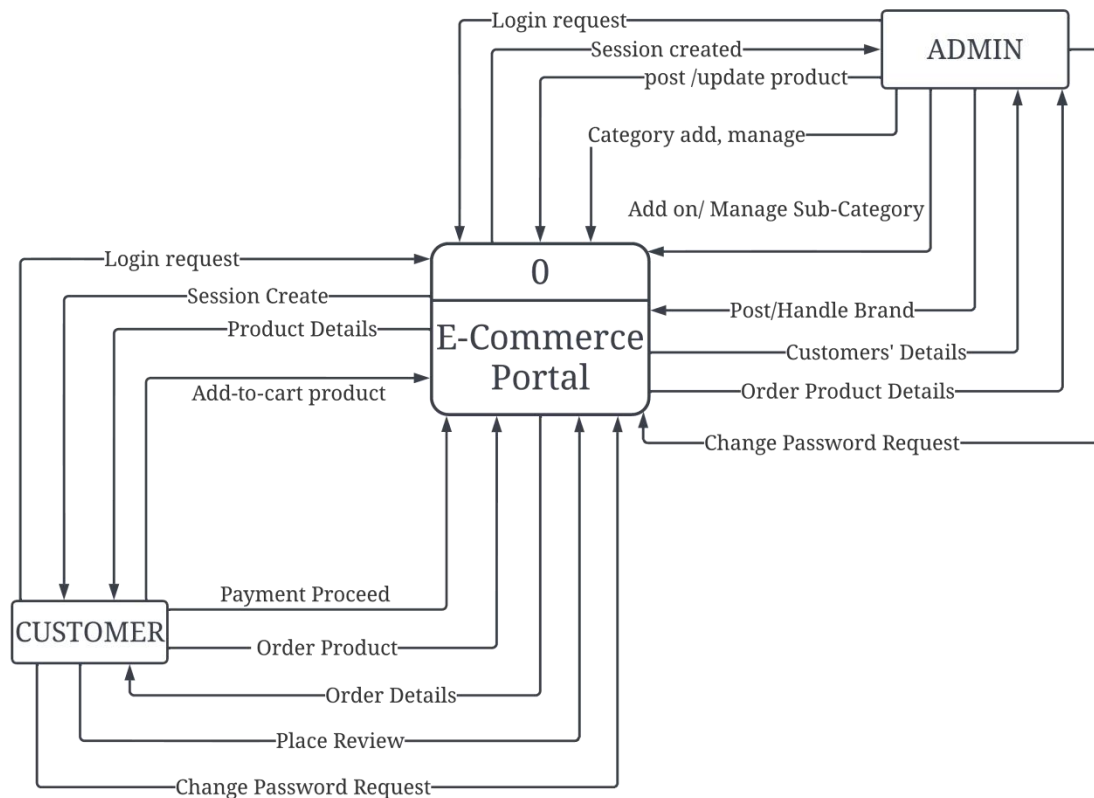 Login request
Session created
ADMIN
post /update product
Category add, manage
Add on/ Manage Sub-Category
Login request
0
Session Create
Post/Handle Brand
Product Details
E-Commerce
Portal
Customers' Details
Add-to-cart product
Order Product Details
Change Password Request
Payment Proceed
CUSTOMER
Order Product
Order Details
Place Review
Change Password Request